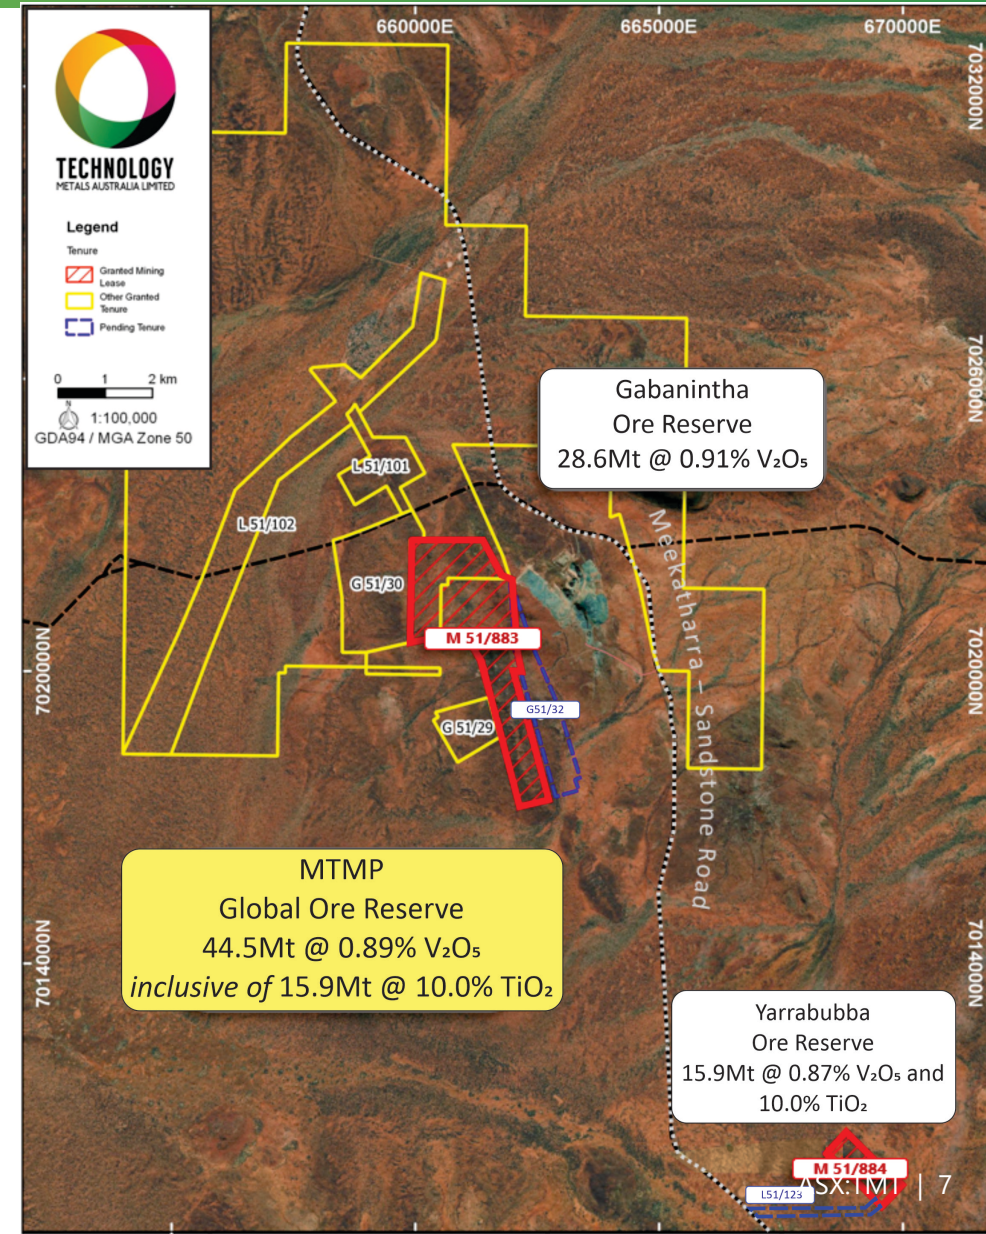 660000E
665000E
670000E
7032000N
TECHNOLOGY
METALS AUSTRALIA LIMITED
Legend
Tenure
Granted Mining
Lease
Other Granted
Tenure
Pending Tenure
0 1 2 km
N
1:100,000
GDA94 / MGA Zone 50
7026000N
Gabanintha
Ore Reserve
28.6Mt @ 0.91% V₂O₅
L 51/101
L 51/102
Meekatharra – Sandstone Road
G 51/30
M 51/883
7020000N
7020000N
G51/32
G 51/29
MTMP
Global Ore Reserve
44.5Mt @ 0.89% V₂O₅
inclusive of 15.9Mt @ 10.0% TiO₂
7014000N
7014000N
Yarrabubba
Ore Reserve
15.9Mt @ 0.87% V₂O₅ and
10.0% TiO₂
M 51/884
L51/123
ASX:TMT | 7